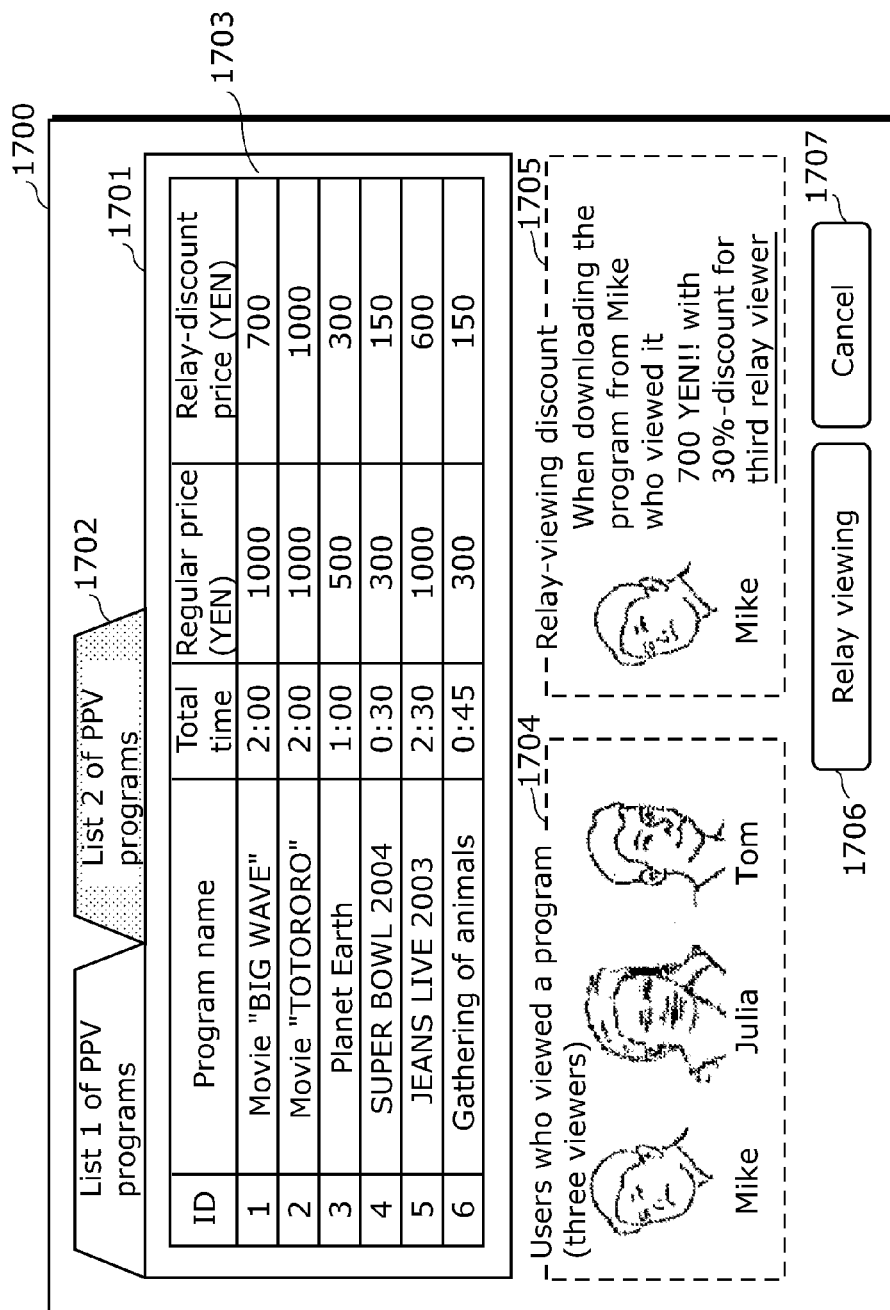 1700
1701
1702
1703
List 1 of PPV
programs
List 2 of PPV
programs
ID Program name Total time Regular price (YEN) Relay-discount price (YEN)
1 Movie "BIG WAVE" 2:00 1000 700
2 Movie "TOTORORO" 2:00 1000 1000
3 Planet Earth 1:00 500 300
4 SUPER BOWL 2004 0:30 300 150
5 JEANS LIVE 2003 2:30 1000 600
6 Gathering of animals 0:45 300 150
Users who viewed a program
(three viewers)
1704
Mike Julia Tom
Relay-viewing discount
1705
When downloading the
program from Mike
who viewed it
700 YEN!! with
30%-discount for
third relay viewer
Mike
1706
Relay viewing
Cancel
1707